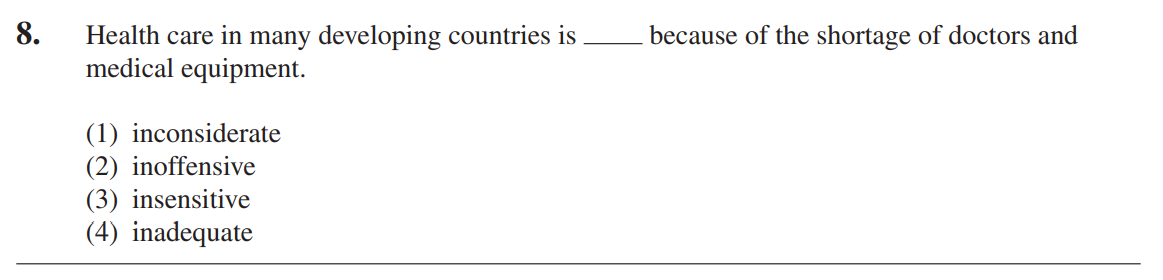 8. Health care in many developing countries is ____ because of the shortage of doctors and
medical equipment.
(1) inconsiderate
(2) inoffensive
(3) insensitive
(4) inadequate